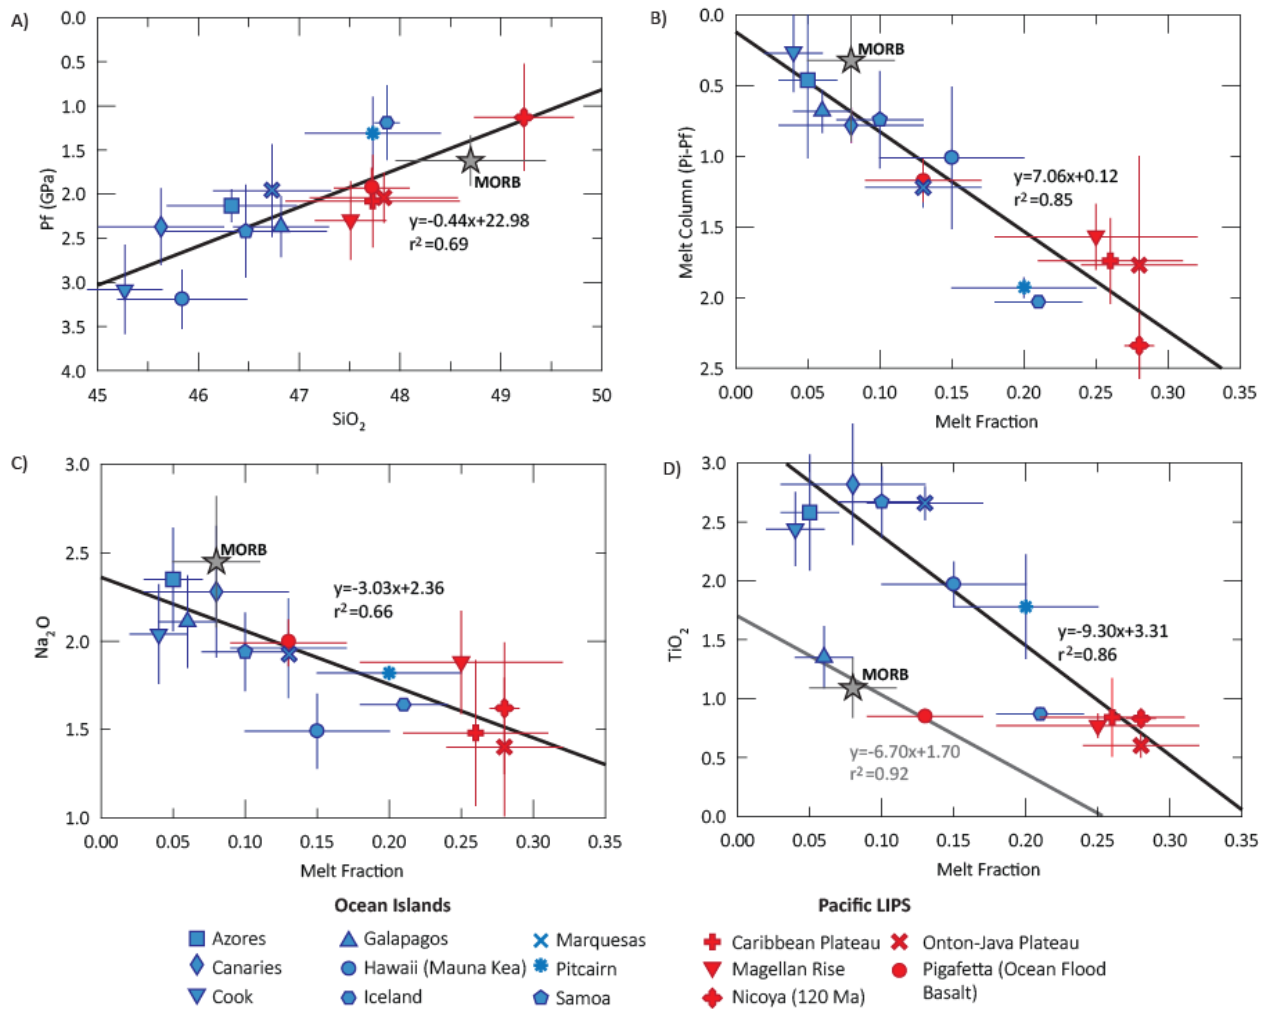 A)
0.0
0.5
1.0
1.5
2.0
2.5
3.0
3.5
4.0
Pf (GPa)
MORB
y=-0.44x+22.98
r²=0.69
45 46 47 48 49 50
SiO₂
B)
0.0
0.5
1.0
1.5
2.0
2.5
Melt Column (Pi-Pf)
MORB
y=7.06x+0.12
r²=0.85
0.00 0.05 0.10 0.15 0.20 0.25 0.30 0.35
Melt Fraction
C)
3.0
2.5
2.0
1.5
1.0
Na₂O
MORB
y=-3.03x+2.36
r²=0.66
0.00 0.05 0.10 0.15 0.20 0.25 0.30 0.35
Melt Fraction
D)
3.0
2.5
2.0
1.5
1.0
0.5
0.0
TiO₂
MORB
y=-9.30x+3.31
r²=0.86
y=-6.70x+1.70
r²=0.92
0.00 0.05 0.10 0.15 0.20 0.25 0.30 0.35
Melt Fraction
Ocean Islands
Azores
Canaries
Cook
Galapagos
Hawaii (Mauna Kea)
Iceland
Marquesas
Pitcairn
Samoa
Pacific LIPS
Caribbean Plateau
Magellan Rise
Nicoya (120 Ma)
Onton-Java Plateau
Pigafetta (Ocean Flood
Basalt)